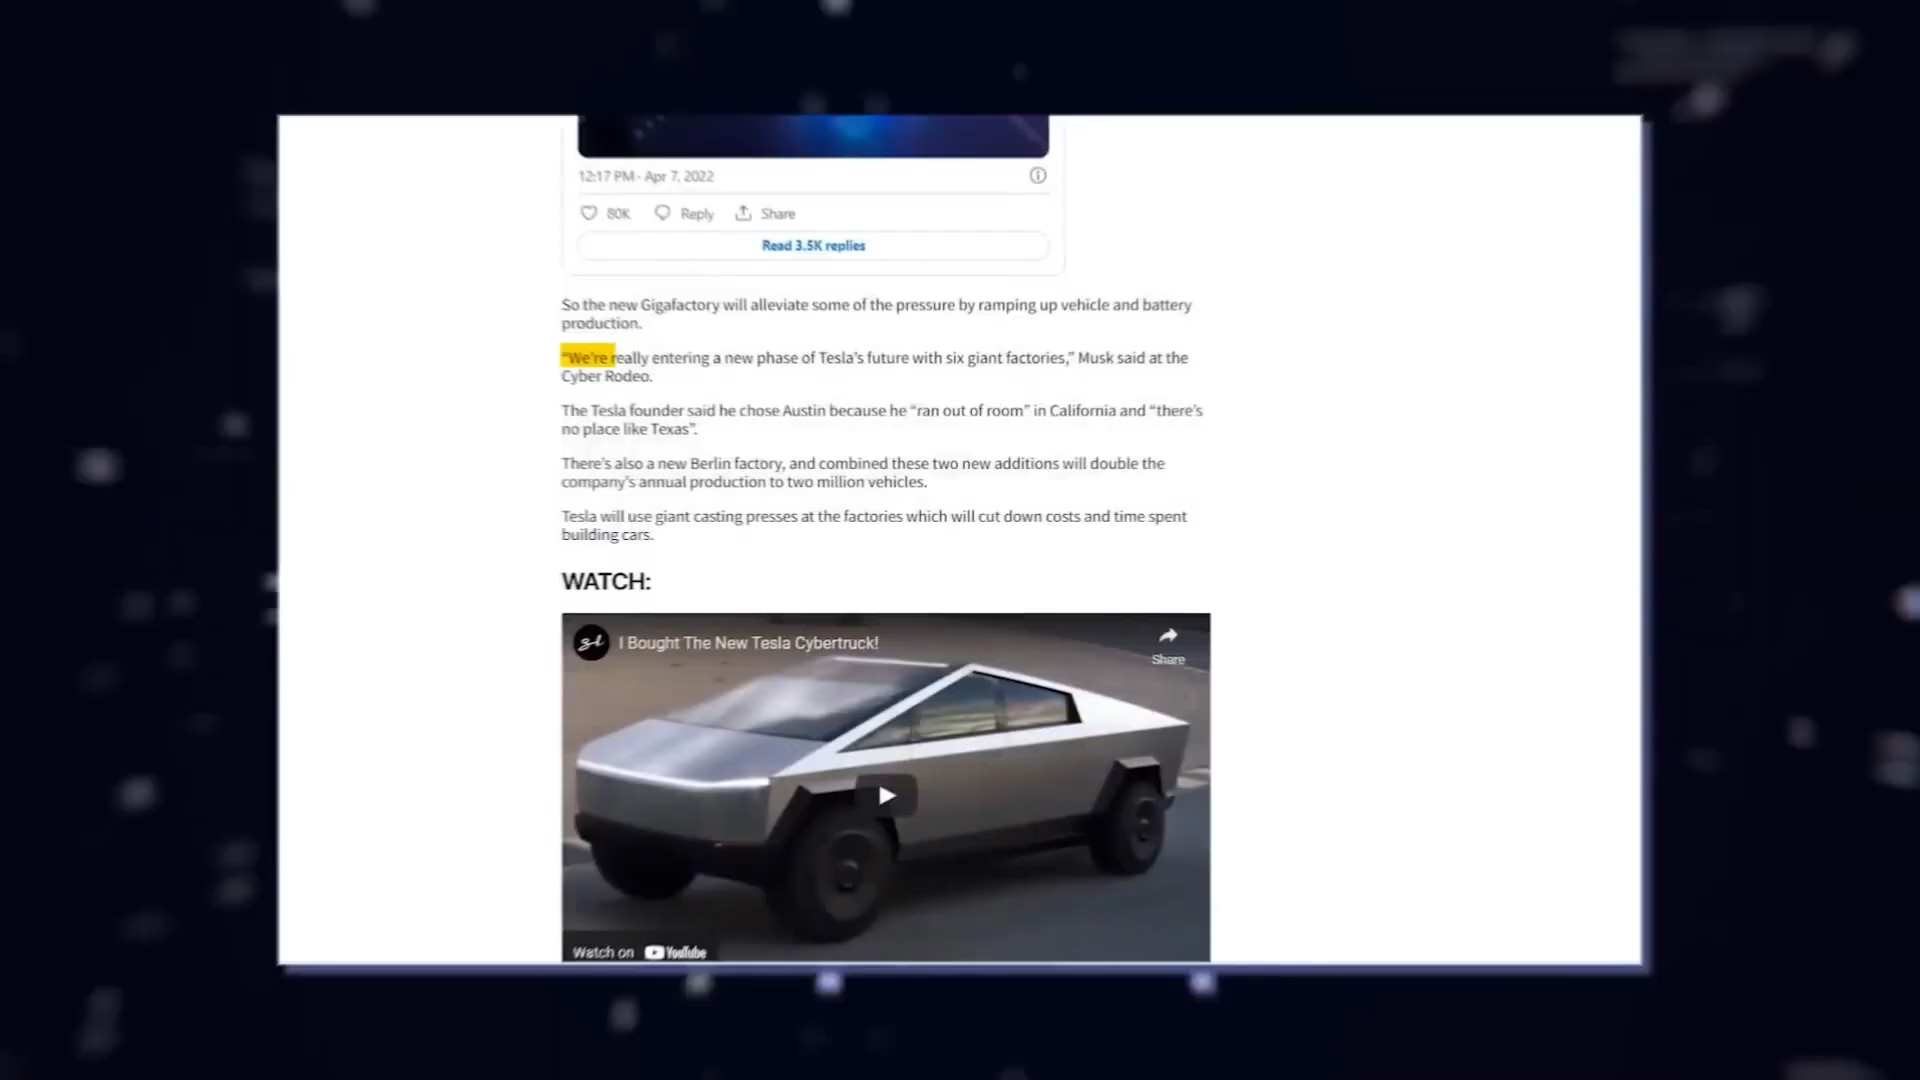 12:17 PM · Apr 7, 2022
80K Reply Share
Read 3.5K replies
So the new Gigafactory will alleviate some of the pressure by ramping up vehicle and battery
production.
“We’re really entering a new phase of Tesla’s future with six giant factories,” Musk said at the
Cyber Rodeo.
The Tesla founder said he chose Austin because he “ran out of room” in California and “there’s
no place like Texas”.
There’s also a new Berlin factory, and combined these two new additions will double the
company’s annual production to two million vehicles.
Tesla will use giant casting presses at the factories which will cut down costs and time spent
building cars.
WATCH:
I Bought The New Tesla Cybertruck!
Share
Watch on YouTube